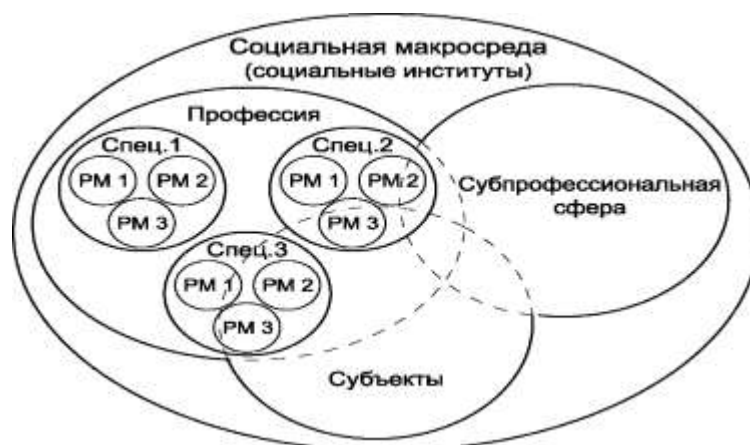 Социальная макросреда
(социальные институты)
Профессия
Спец.1
РМ 1
РМ 2
РМ 3
Спец.2
РМ 1
РМ 2
РМ 3
Спец.3
РМ 1
РМ 2
РМ 3
Субпрофессиональная
сфера
Субъекты